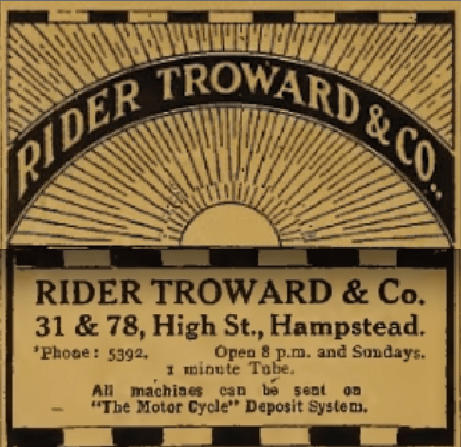 RIDER TROWARD & CO.
RIDER TROWARD & Co.
31 & 78, High St., Hampstead.
'Phone: 5392. Open 8 p.m. and Sundays.
1 minute Tube.
All machines can be sent on
"The Motor Cycle" Deposit System.